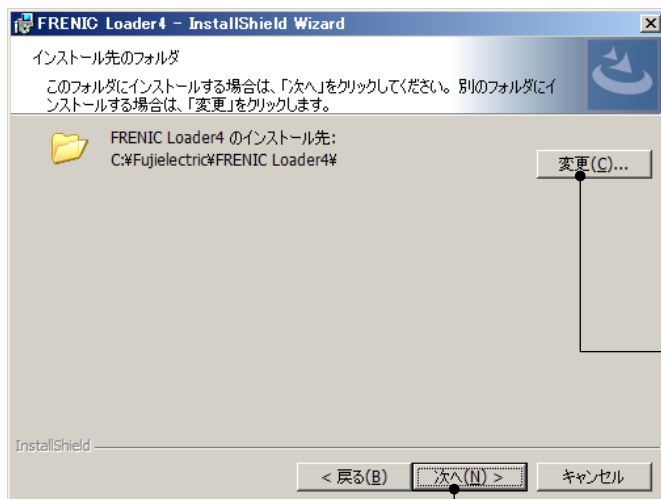 FRENIC Loader4 - InstallShield Wizard
インストール先のフォルダ
このフォルダにインストールする場合は、「次へ」をクリックしてください。別のフォルダにイ
ンストールする場合は、「変更」をクリックします。
FRENIC Loader4 のインストール先:
C:¥Fujielectric¥FRENIC Loader4¥
変更(C)...
InstallShield
< 戻る(B)
次へ(N) >
キャンセル